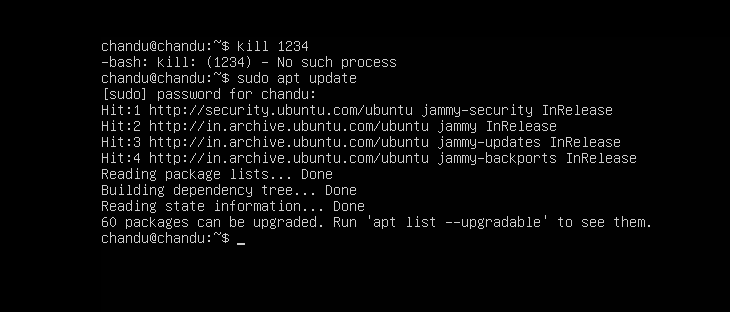 chandu@chandu:~$ kill 1234
-bash: kill: (1234) - No such process
chandu@chandu:~$ sudo apt update
[sudo] password for chandu:
Hit:1 http://security.ubuntu.com/ubuntu jammy-security InRelease
Hit:2 http://in.archive.ubuntu.com/ubuntu jammy InRelease
Hit:3 http://in.archive.ubuntu.com/ubuntu jammy-updates InRelease
Hit:4 http://in.archive.ubuntu.com/ubuntu jammy-backports InRelease
Reading package lists... Done
Building dependency tree... Done
Reading state information... Done
60 packages can be upgraded. Run 'apt list --upgradable' to see them.
chandu@chandu:~$ _